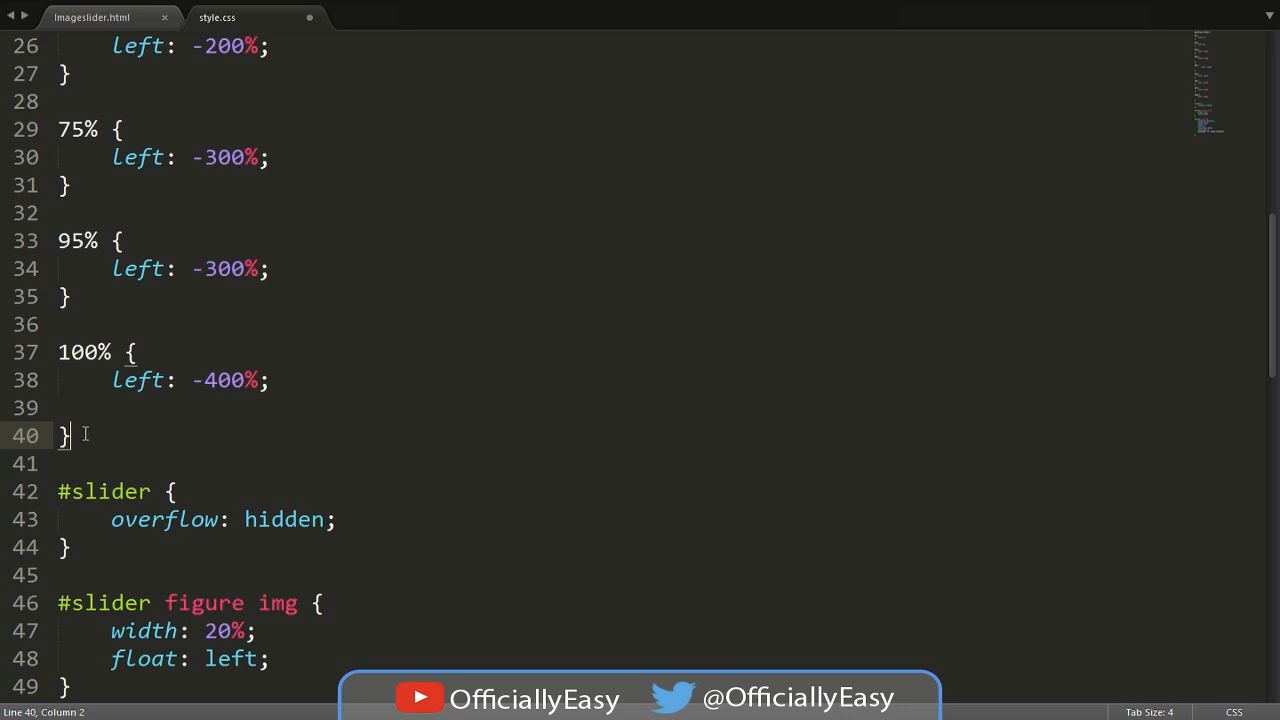 Imageslider.html × style.css
26 left: -200%;
27 }
28
29 75% {
30 left: -300%;
31 }
32
33 95% {
34 left: -300%;
35 }
36
37 100% {
38 left: -400%;
39
40 }
41
42 #slider {
43 overflow: hidden;
44 }
45
46 #slider figure img {
47 width: 20%;
48 float: left;
49 }
OfficiallyEasy @OfficiallyEasy
Line 40, Column 2 Tab Size: 4 CSS